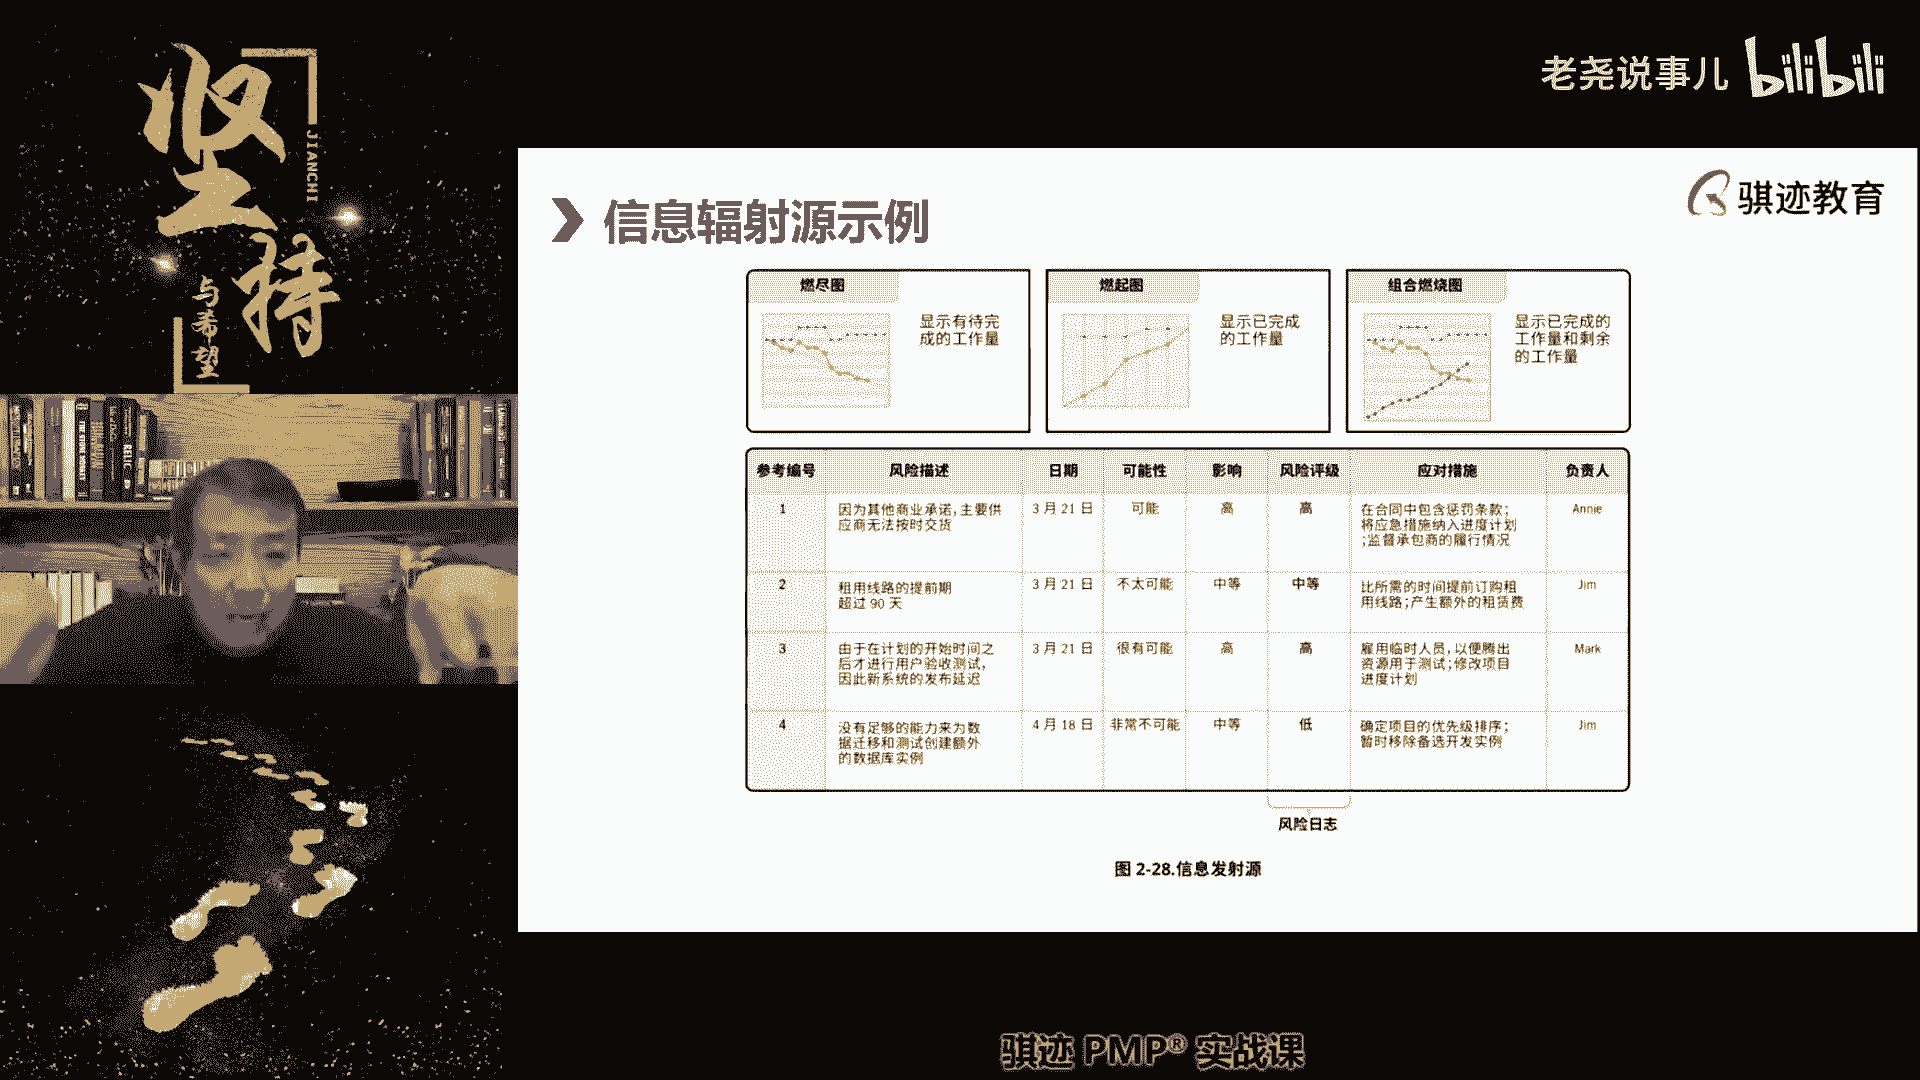 坚持
JIANCHI
与希望
老尧说事儿 bilibili
骐迹教育
信息辐射源示例
燃尽图
显示有待完
成的工作量
燃起图
显示已完成
的工作量
组合燃烧图
显示已完成的
工作量和剩余
的工作量
参考编号 风险描述 日期 可能性 影响 风险评级 应对措施 负责人
1 因为其他商业承诺,主要供 3 月 21 日 可能 高 高 在合同中包含惩罚条款; Annie
应商无法按时交货 将应急措施纳入进度计划
;监督承包商的履行情况
2 租用线路的提前期 3 月 21 日 不太可能 中等 中等 比所需的时间提前订购租 Jim
超过 90 天 用线路;产生额外的租赁费
3 由于在计划的开始时间之 3 月 21 日 很有可能 高 高 雇用临时人员,以便腾出 Mark
后才进行用户验收测试, 资源用于测试;修改项目
因此新系统的发布延迟 进度计划
4 没有足够的能力来为数 4 月 18 日 非常不可能 中等 低 确定项目的优先级排序; Jim
据迁移和测试创建额外 暂时移除备选开发实例
的数据库实例
风险日志
图 2-28.信息发射源
骐迹 PMP® 实战课